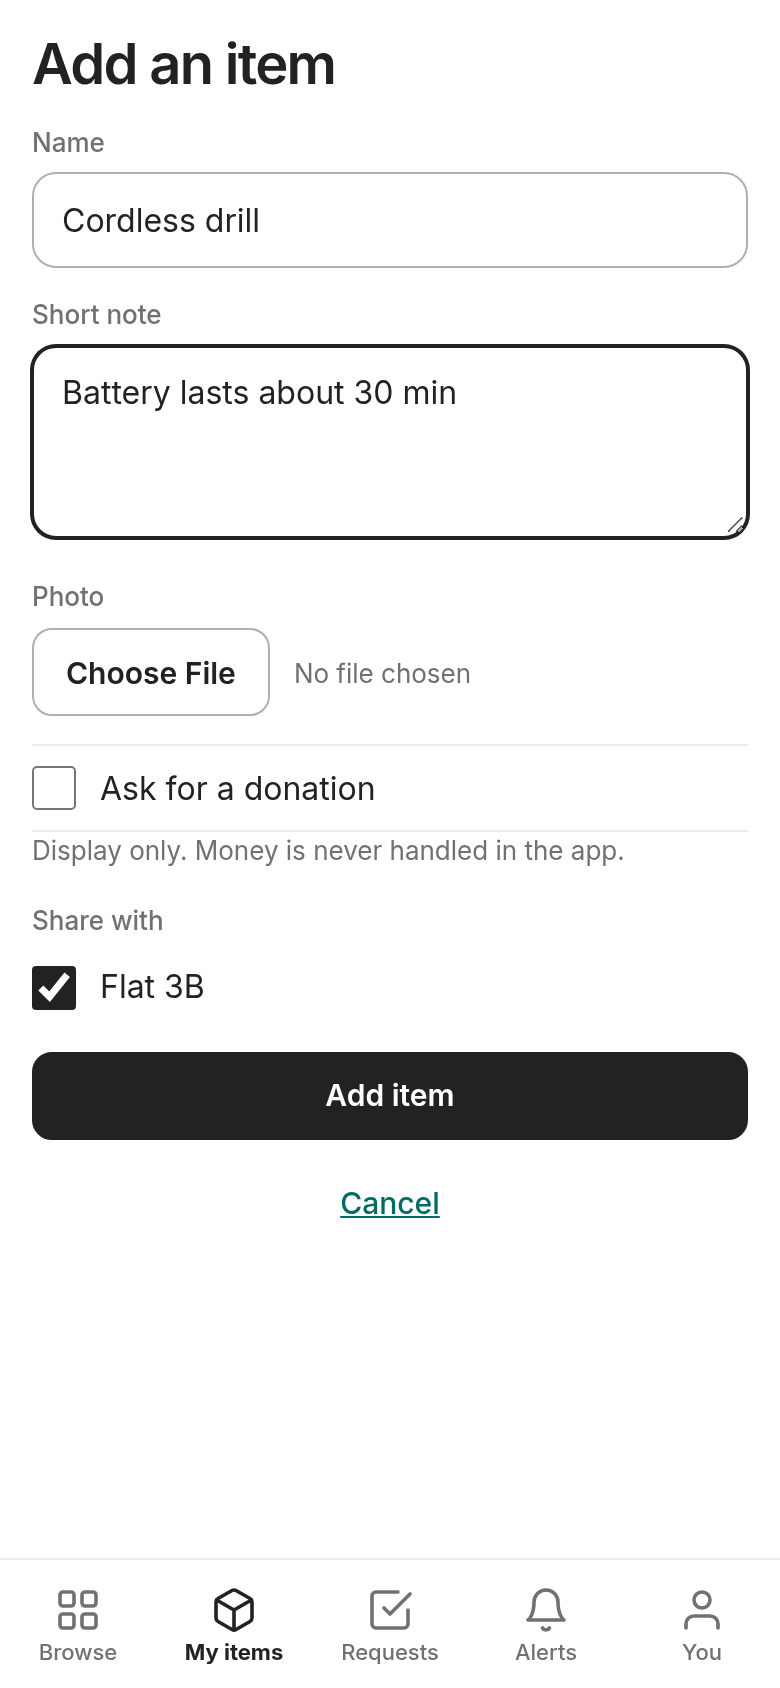 Add an item
Name
Cordless drill
Short note
Battery lasts about 30 min
Photo
Choose File No file chosen
Ask for a donation
Display only. Money is never handled in the app.
Share with
Flat 3B
Add item
Cancel
Browse My items Requests Alerts You